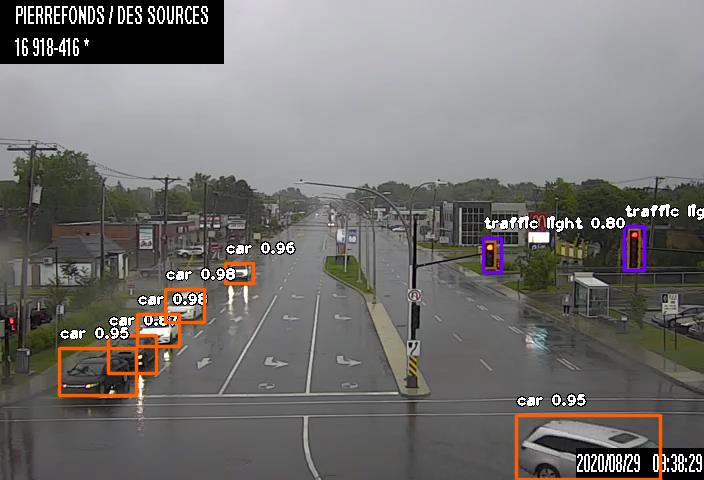 PIERREFONDS / DES SOURCES
16 918-416 *
traffic lig
traffic light 0.80
car 0.96
car 0.98
car 0.98
car 0.87
car 0.95
car 0.95
2020/08/29 09:38:29